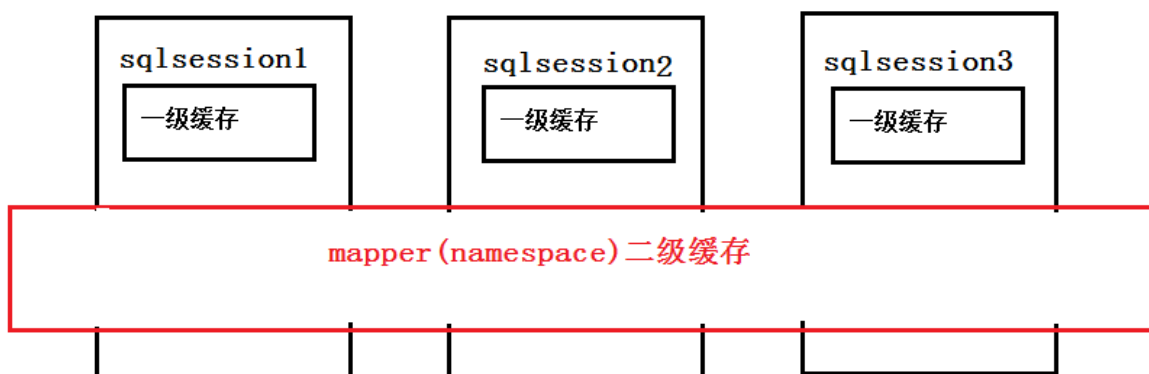 sqlsession1
一级缓存
sqlsession2
一级缓存
sqlsession3
一级缓存
mapper(namespace)二级缓存